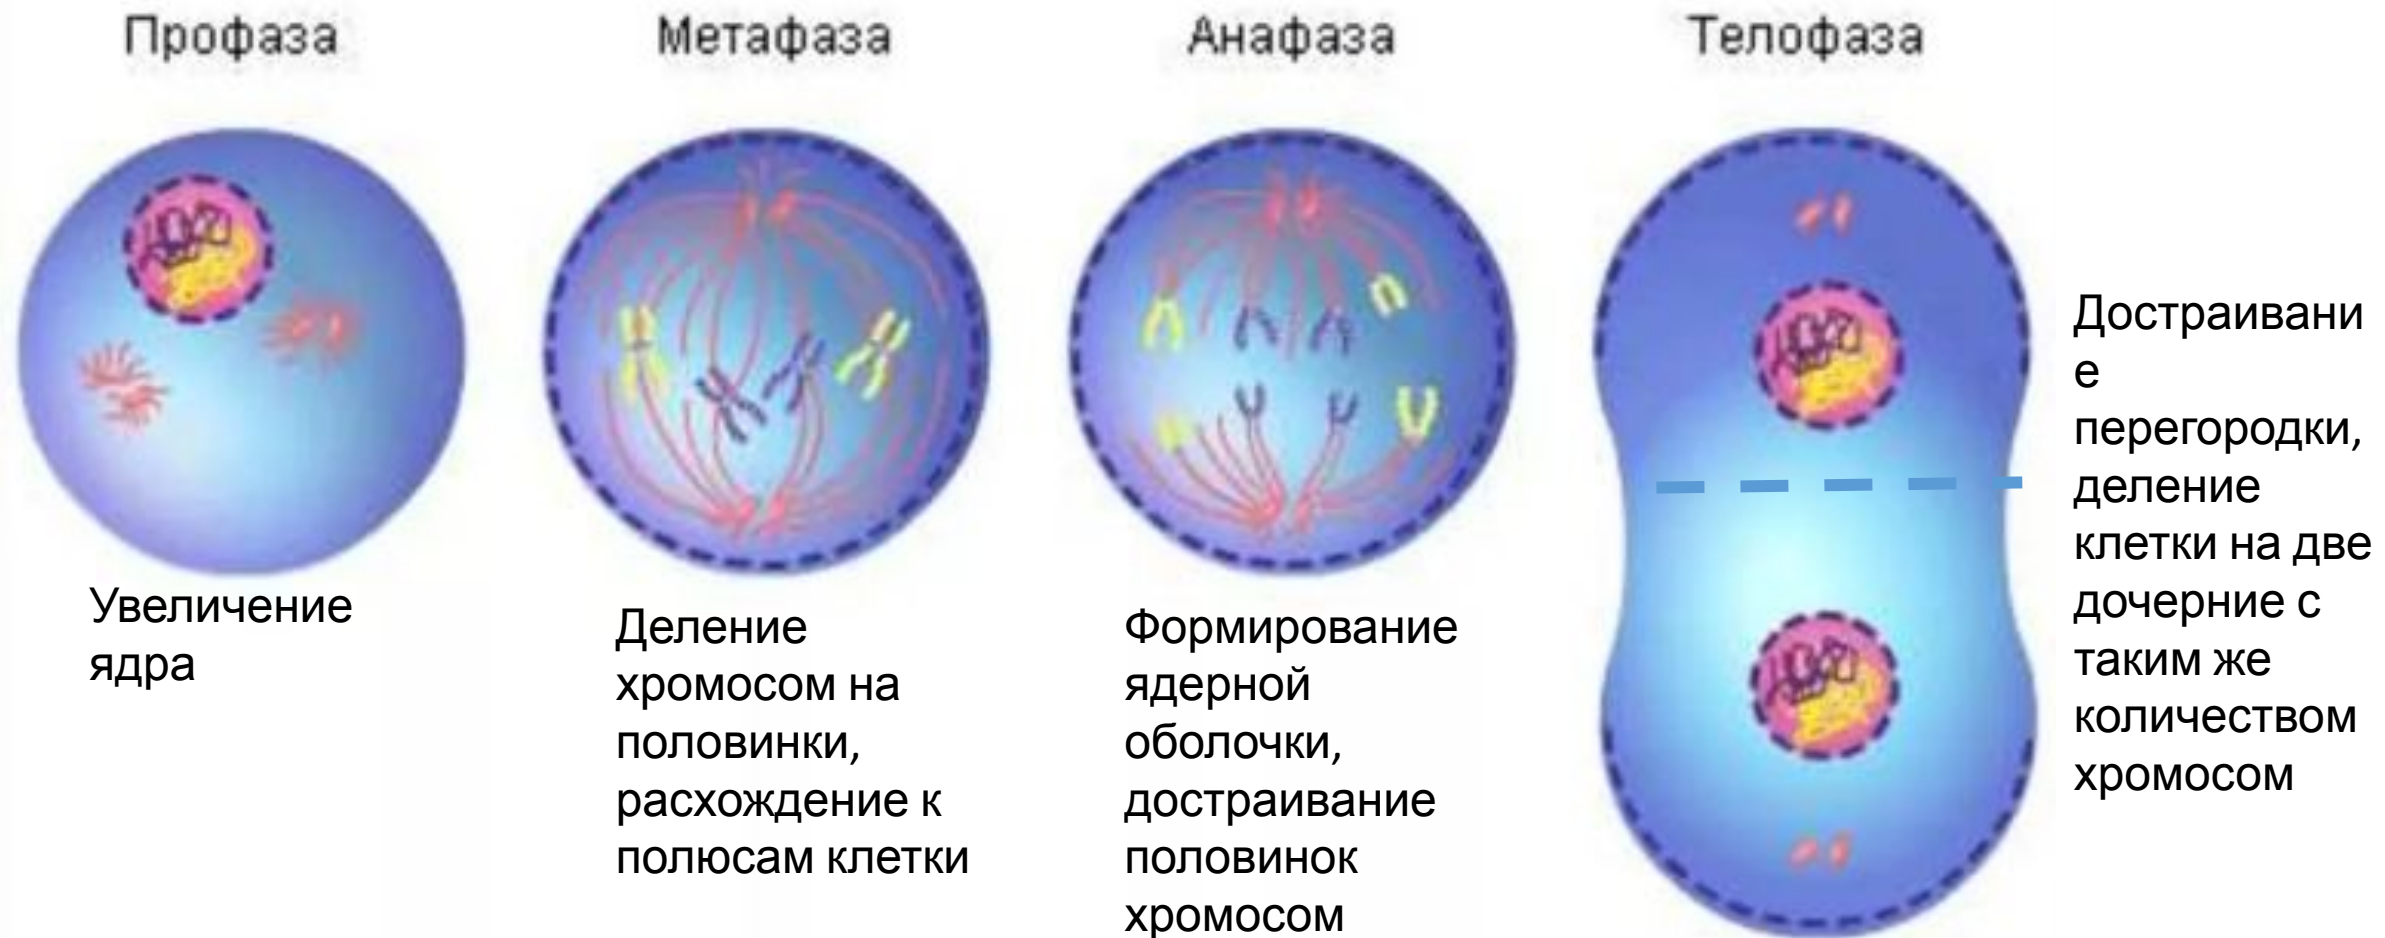 Профаза
Метафаза
Анафаза
Телофаза
Увеличение
ядра
Деление
хромосом на
половинки,
расхождение к
полюсам клетки
Формирование
ядерной
оболочки,
достраивание
половинок
хромосом
Достраивани
е
перегородки,
деление
клетки на две
дочерние с
таким же
количеством
хромосом